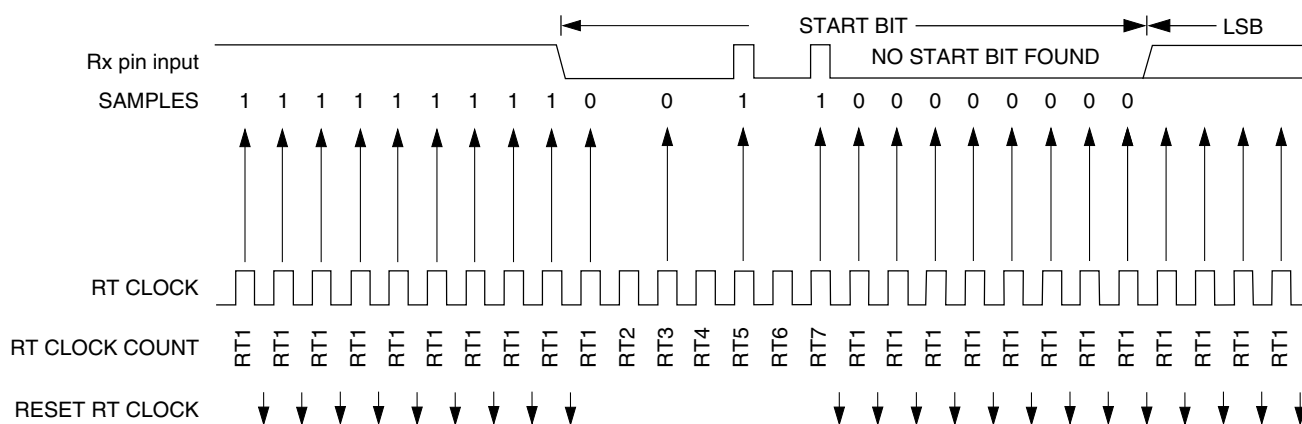 START BIT
LSB
Rx pin input
NO START BIT FOUND
SAMPLES 1 1 1 1 1 1 1 1 1 0 0 1 1 0 0 0 0 0 0 0 0
RT CLOCK
RT CLOCK COUNT RT1 RT1 RT1 RT1 RT1 RT1 RT1 RT1 RT1 RT1 RT2 RT3 RT4 RT5 RT6 RT7 RT1 RT1 RT1 RT1 RT1 RT1 RT1 RT1 RT1 RT1 RT1 RT1
RESET RT CLOCK